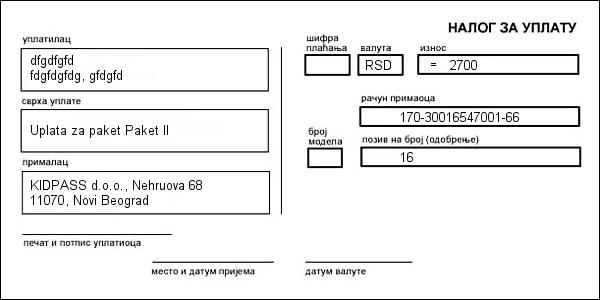 НАЛОГ ЗА УПЛАТУ
уплатилац
dfgdfgfd
fdgfdgfdg, gfdgfd
сврха уплате
Uplata za paket Paket II
прималац
KIDPASS d.o.o., Nehruova 68
11070, Novi Beograd
печат и потпис уплатиоца
место и датум пријема
шифра
плаћања
валута
износ
RSD
= 2700
рачун примаоца
170-30016547001-66
број
модела
позив на број (одобрење)
16
датум валуте